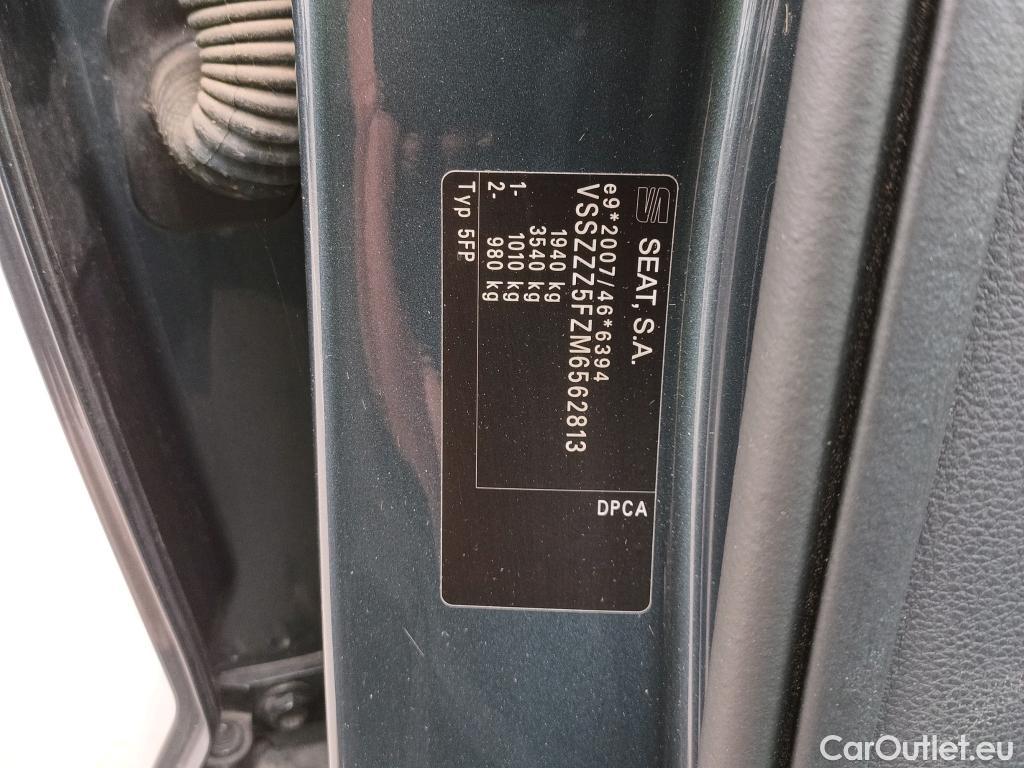 SEAT, S.A.
e9*2007/46*6394
VSSZZZ5FZM6562813
1940 kg
3540 kg
1- 1010 kg
2- 980 kg
Typ 5FP
DPCA
CarOutlet.eu